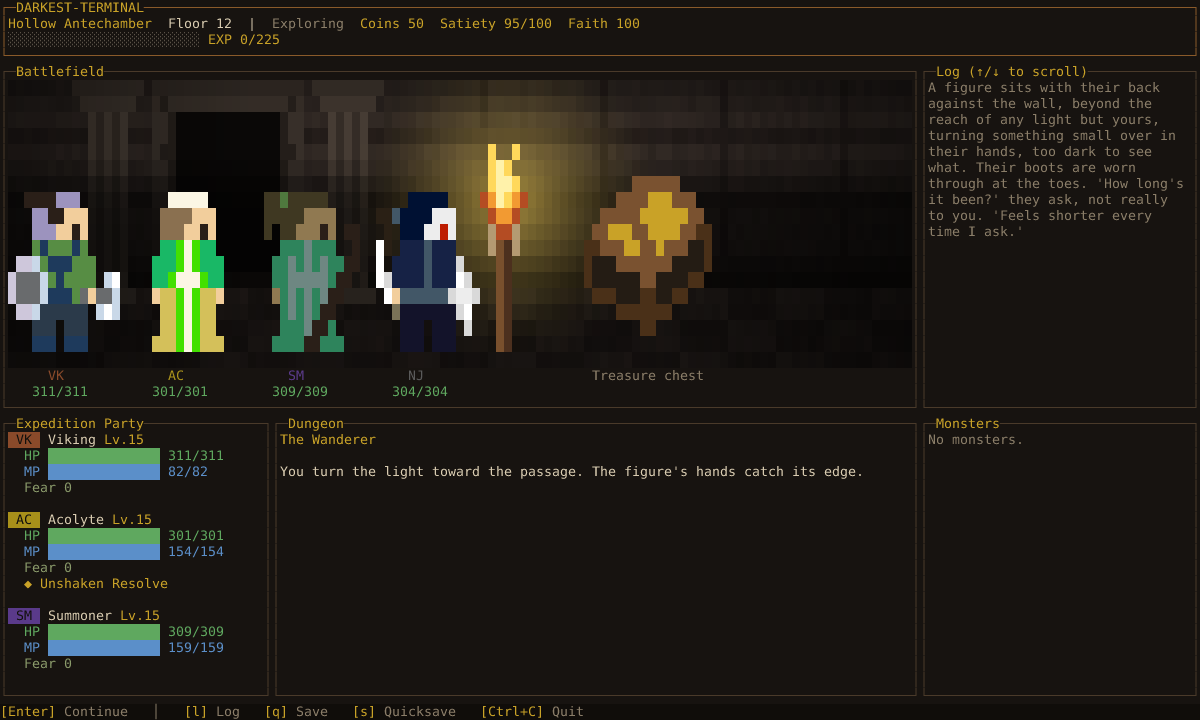 DARKEST-TERMINAL
Hollow Antechamber  Floor 12  |  Exploring  Coins 50  Satiety 95/100  Faith 100
EXP 0/225
Battlefield
VK AC SM NJ Treasure chest
311/311 301/301 309/309 304/304
Log (↑/↓ to scroll)
A figure sits with their back
against the wall, beyond the
reach of any light but yours,
turning something small over in
their hands, too dark to see
what. Their boots are worn
through at the toes. 'How long's
it been?' they ask, not really
to you. 'Feels shorter every
time I ask.'
Expedition Party
VK Viking Lv.15
HP 311/311
MP 82/82
Fear 0
AC Acolyte Lv.15
HP 301/301
MP 154/154
Fear 0
◆ Unshaken Resolve
SM Summoner Lv.15
HP 309/309
MP 159/159
Fear 0
Dungeon
The Wanderer
You turn the light toward the passage. The figure's hands catch its edge.
Monsters
No monsters.
[Enter] Continue  |  [l] Log  [q] Save  [s] Quicksave  [Ctrl+C] Quit